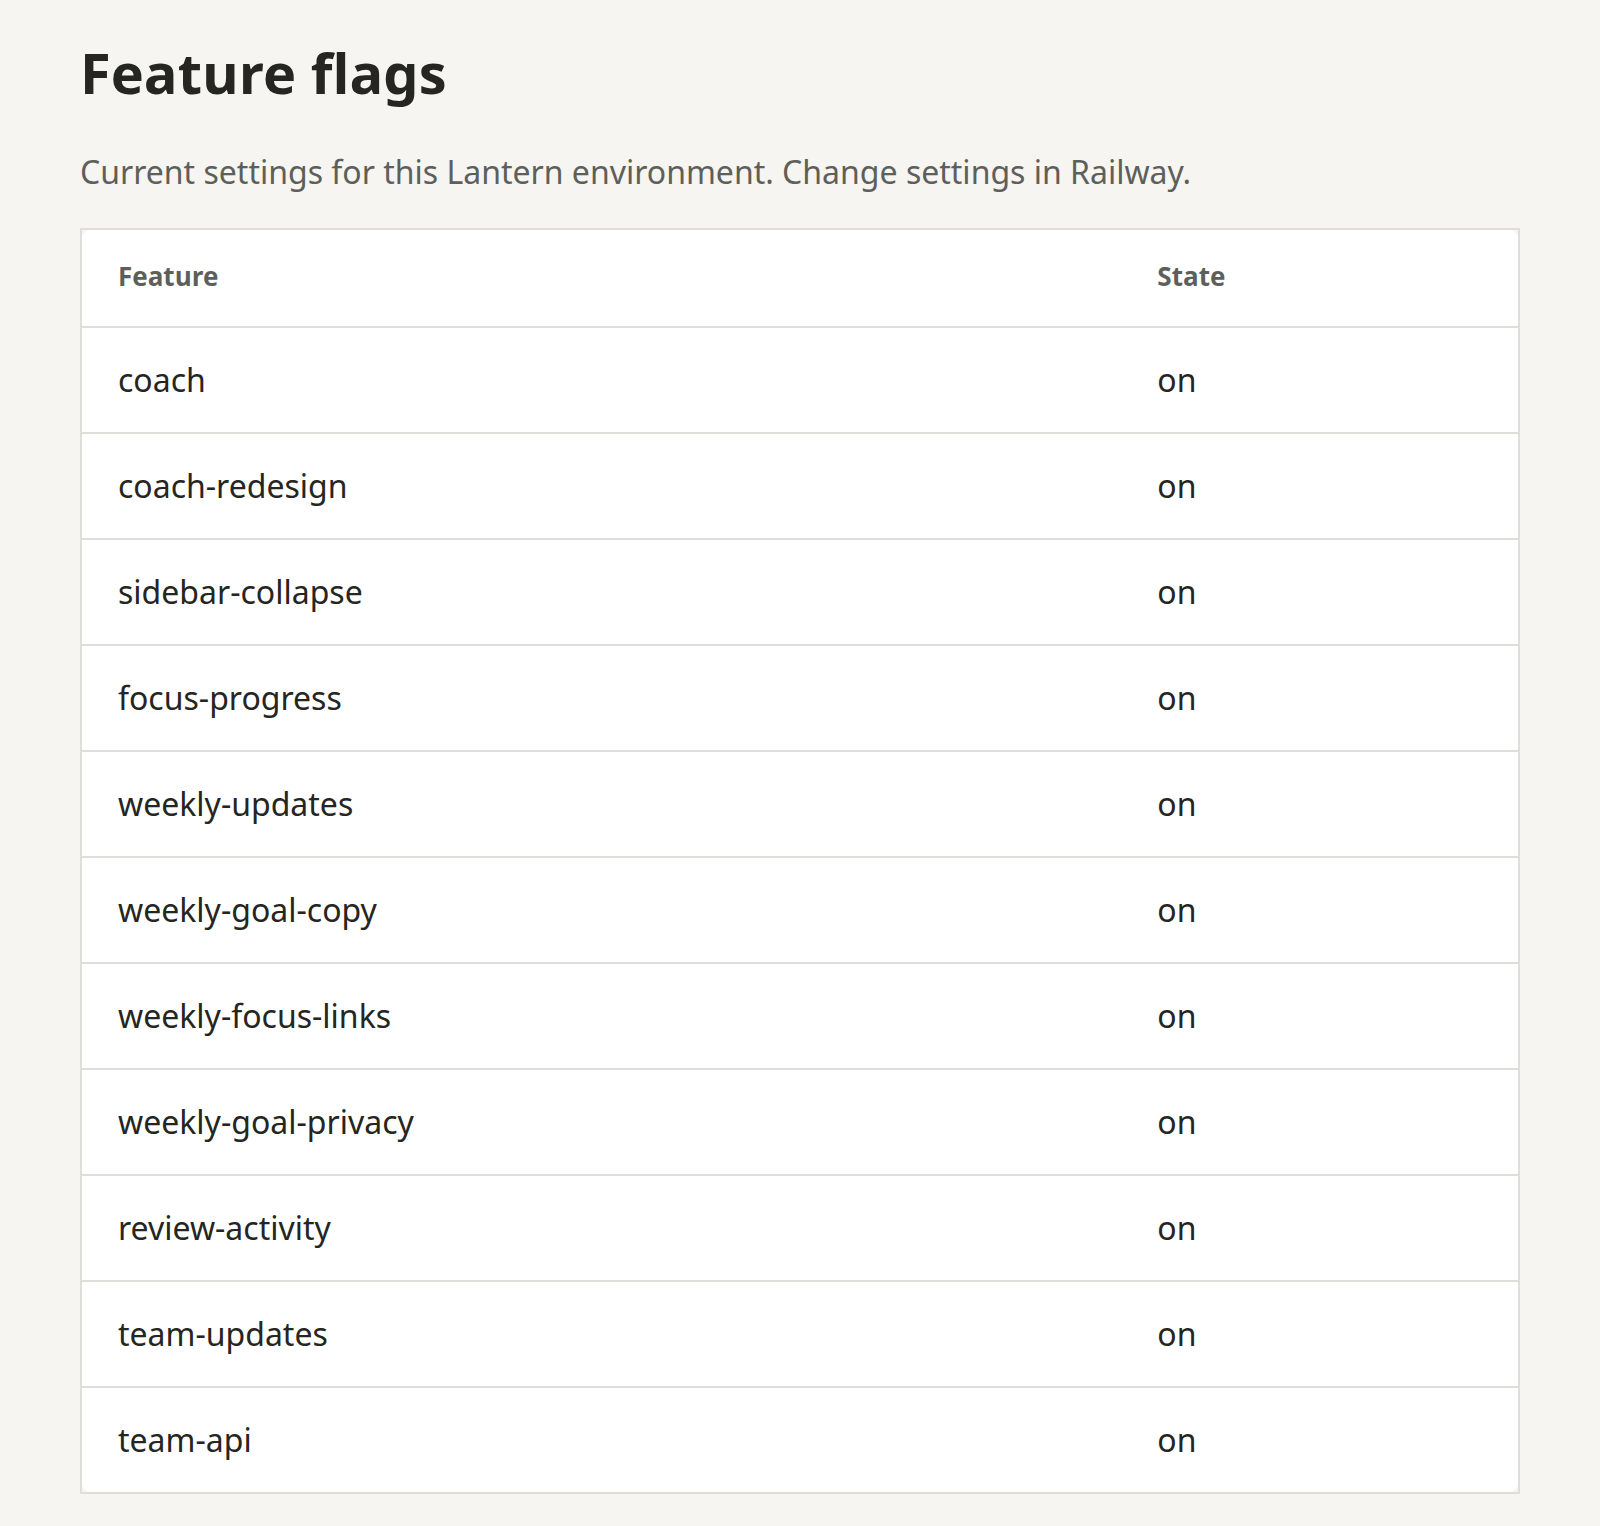 Feature flags
Current settings for this Lantern environment. Change settings in Railway.
Feature State
coach on
coach-redesign on
sidebar-collapse on
focus-progress on
weekly-updates on
weekly-goal-copy on
weekly-focus-links on
weekly-goal-privacy on
review-activity on
team-updates on
team-api on